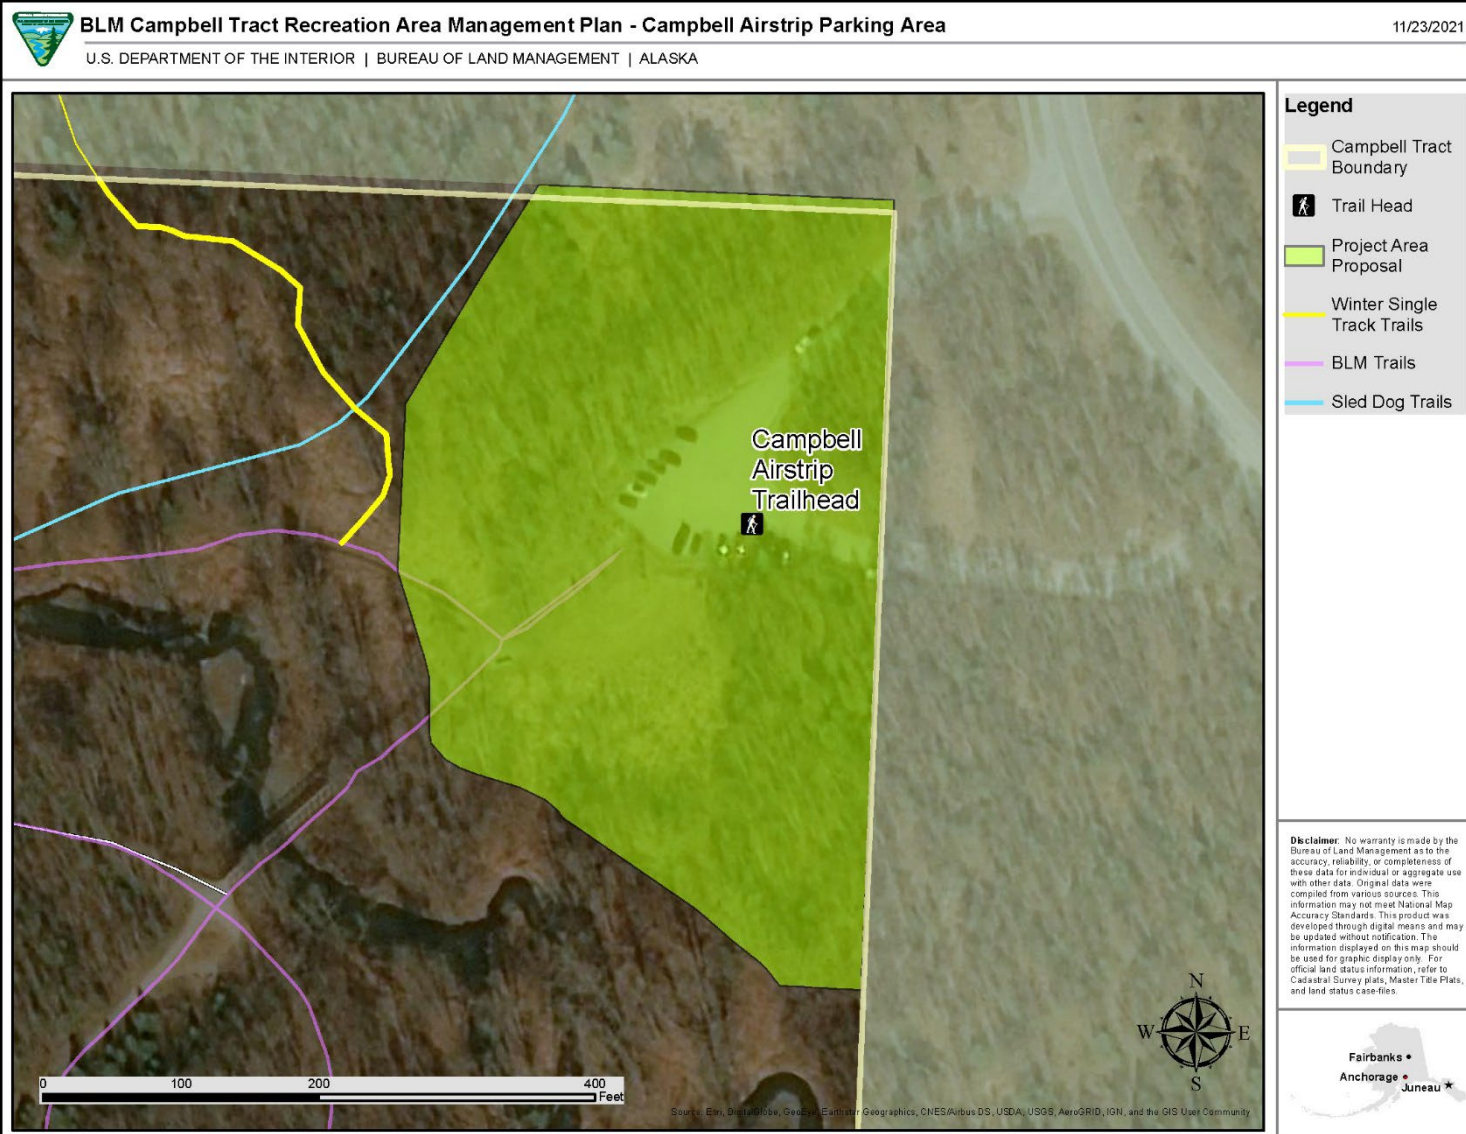 BLM Campbell Tract Recreation Area Management Plan - Campbell Airstrip Parking Area
11/23/2021
U.S. DEPARTMENT OF THE INTERIOR | BUREAU OF LAND MANAGEMENT | ALASKA
Legend
Campbell Tract
Boundary
Trail Head
Project Area
Proposal
Winter Single
Track Trails
BLM Trails
Sled Dog Trails
Campbell
Airstrip
Trailhead
Disclaimer: No warranty is made by the
Bureau of Land Management as to the
accuracy, reliability, or completeness of
these data for individual or aggregate use
with other data. Original data were
compiled from various sources. This
information may not meet National Map
Accuracy Standards. This product was
developed through digital means and may
be updated without notification. The
information displayed on this map should
be used for graphic display only. For
official land status information, refer to
Cadastral Survey plats, Master Title Plats,
and land status case-files.
N
W E
S
0 100 200 400
Feet
Source: Esri, DigitalGlobe, GeoEye, Earthstar Geographics, CNES/Airbus DS, USDA, USGS, AeroGRID, IGN, and the GIS User Community
Fairbanks
Anchorage
Juneau